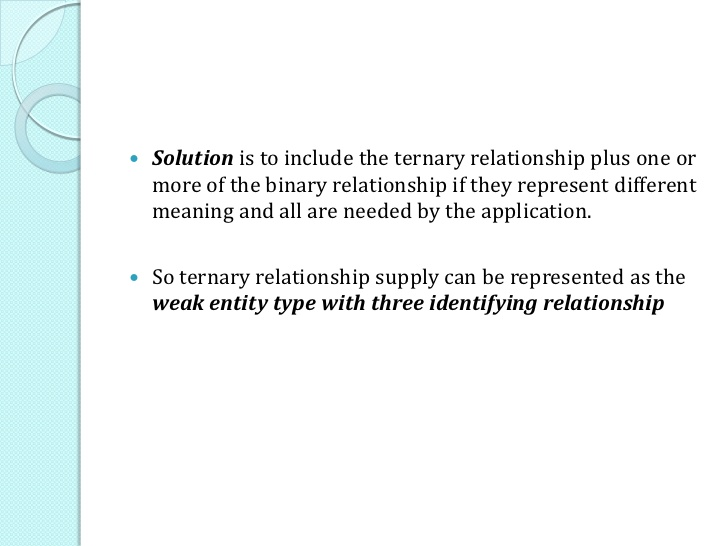 • Solution is to include the ternary relationship plus one or
more of the binary relationship if they represent different
meaning and all are needed by the application.
• So ternary relationship supply can be represented as the
weak entity type with three identifying relationship